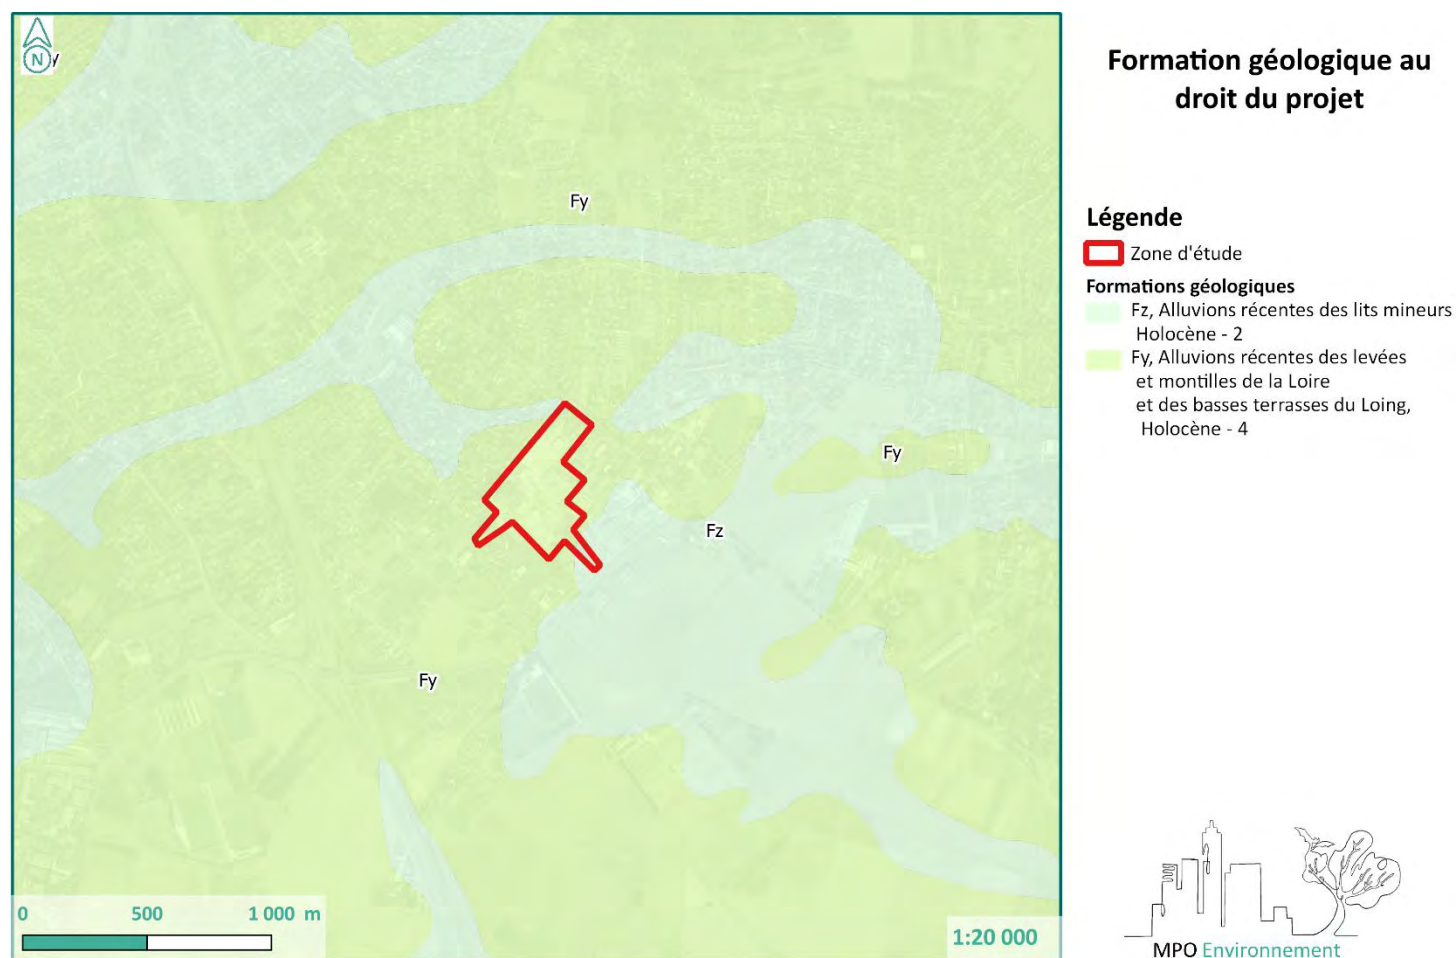 Formation géologique au
droit du projet
Légende
Zone d'étude
Formations géologiques
Fz, Alluvions récentes des lits mineurs
Holocène - 2
Fy, Alluvions récentes des levées
et montilles de la Loire
et des basses terrasses du Loing,
Holocène - 4
N
y
Fy
Fy
Fz
Fy
0 500 1 000 m
1:20 000
MPO Environnement